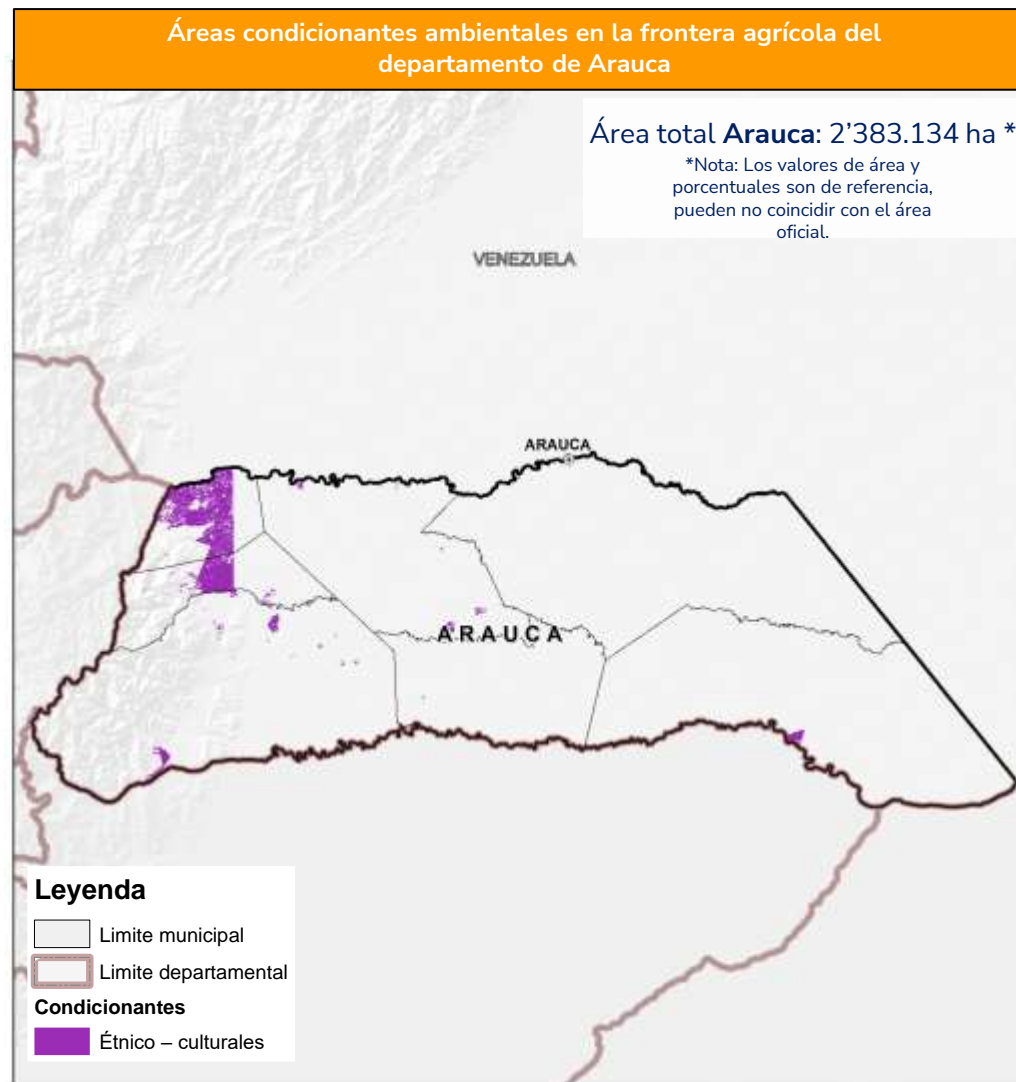 Áreas condicionantes ambientales en la frontera agrícola del
departamento de Arauca
Área total Arauca: 2’383.134 ha *
*Nota: Los valores de área y
porcentuales son de referencia,
pueden no coincidir con el área
oficial.
VENEZUELA
ARAUCA
ARAUCA
Leyenda
Limite municipal
Limite departamental
Condicionantes
Étnico – culturales